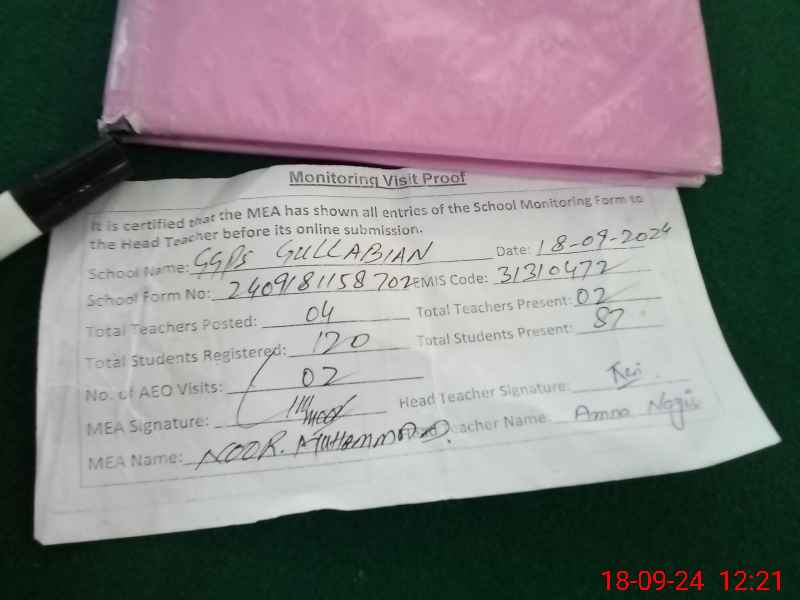 Monitoring Visit Proof
It is certified that the MEA has shown all entries of the School Monitoring Form to
the Head Teacher before its online submission.
School Name: GGPS GULLABIAN Date: 18-09-2024
School Form No: 2409181158702 EMIS Code: 31310472
Total Teachers Posted: 04 Total Teachers Present: 02
Total Students Registered: 120 Total Students Present: 87
No. of AEO Visits: 02
MEA Signature: Head Teacher Signature:
MEA Name: NOOR. MUHAMMAD. Teacher Name: Amna
18-09-24 12:21